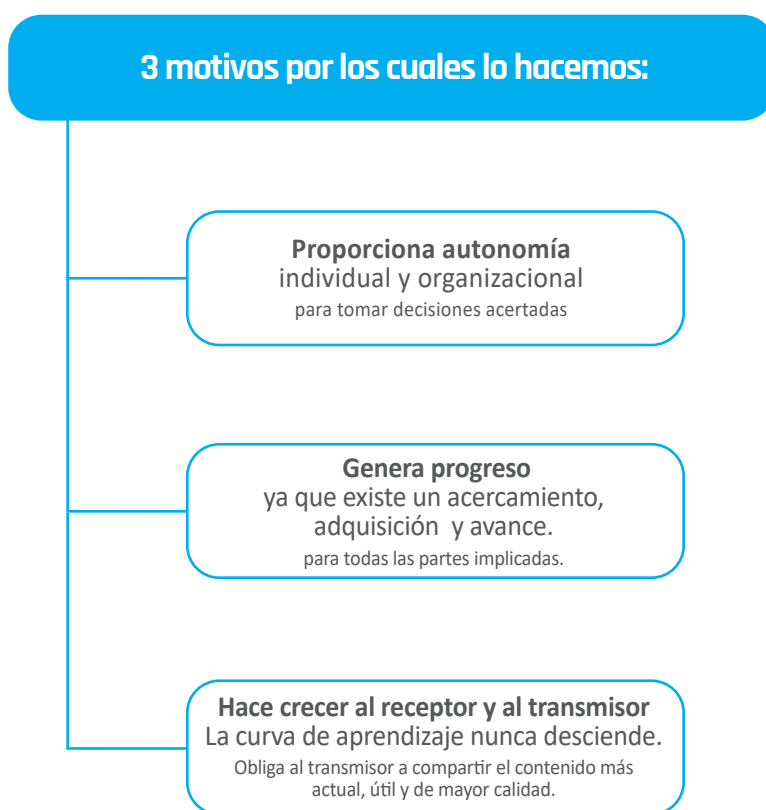 3 motivos por los cuales lo hacemos:
Proporciona autonomía
individual y organizacional
para tomar decisiones acertadas
Genera progreso
ya que existe un acercamiento,
adquisición  y avance.
para todas las partes implicadas.
Hace crecer al receptor y al transmisor
La curva de aprendizaje nunca desciende.
Obliga al transmisor a compartir el contenido más
actual, útil y de mayor calidad.